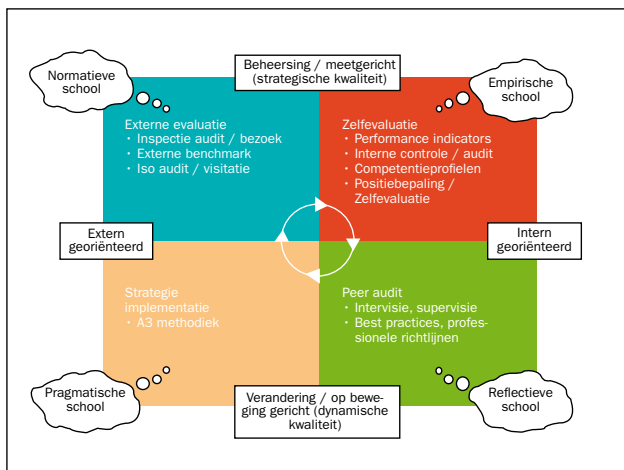 Normatieve
school
Beheersing / meetgericht
(strategische kwaliteit)
Empirische
school
Externe evaluatie
· Inspectie audit / bezoek
· Externe benchmark
· Iso audit / visitatie
Zelfevaluatie
· Performance indicators
· Interne controle / audit
· Competentieprofielen
· Positiebepaling /
Zelfevaluatie
Extern
georiënteerd
Intern
georiënteerd
Strategie
implementatie
· A3 methodiek
Peer audit
· Intervisie, supervisie
· Best practices, profes-
sionele richtlijnen
Pragmatische
school
Verandering / op bewe-
ging gericht (dynamische
kwaliteit)
Reflectieve
school